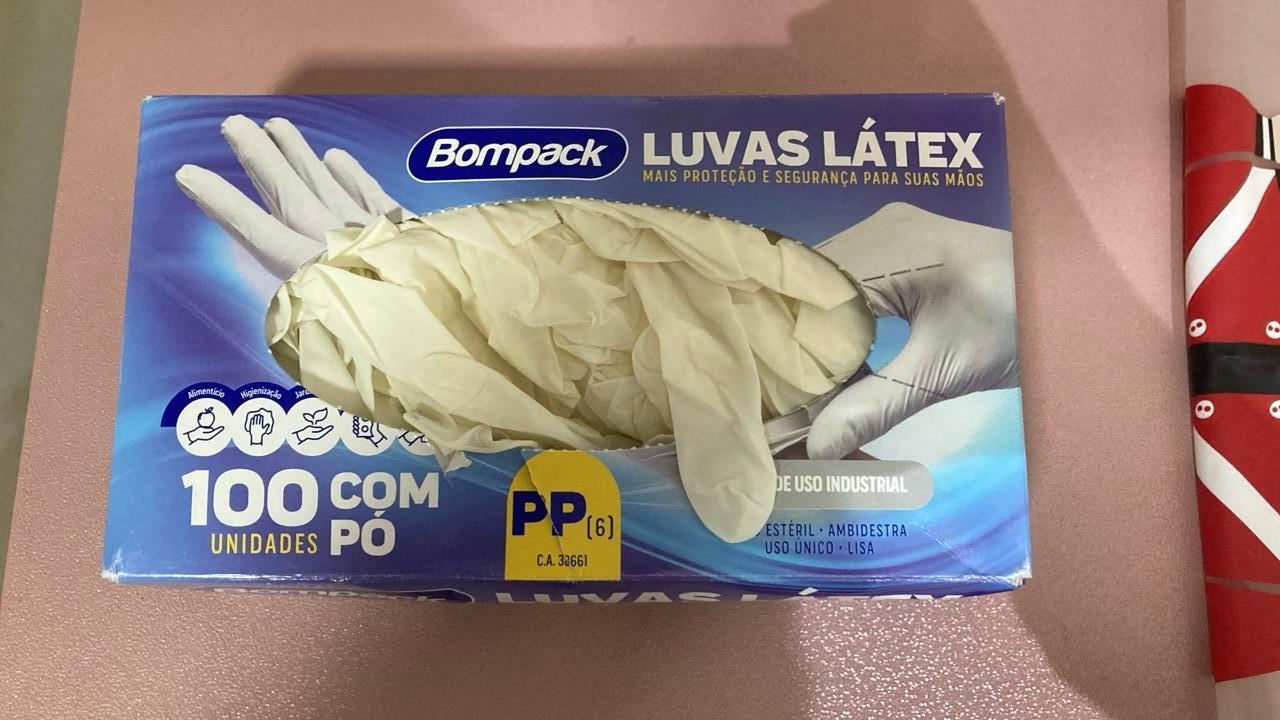 Bompack
LUVAS LÁTEX
MAIS PROTEÇÃO E SEGURANÇA PARA SUAS MÃOS
Alimentício Higienização
100 COM PÓ
UNIDADES
PP (6)
C.A. 38661
DE USO INDUSTRIAL
ESTÉRIL · AMBIDESTRA
USO ÚNICO · LISA
LUVAS LÁTEX